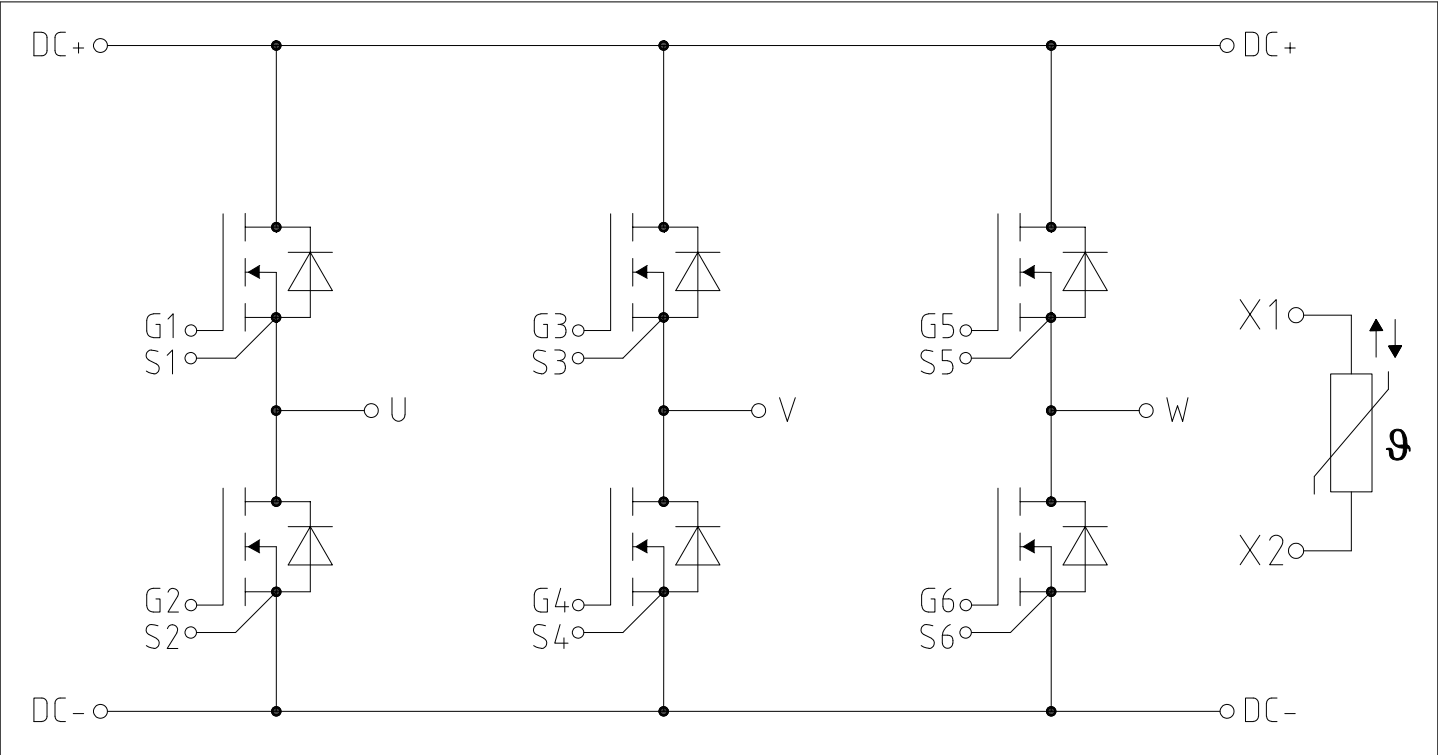 DC+ DC+
G1 G3 G5 X1
S1 S3 S5
U V W
ϑ
X2
G2 G4 G6
S2 S4 S6
DC- DC-